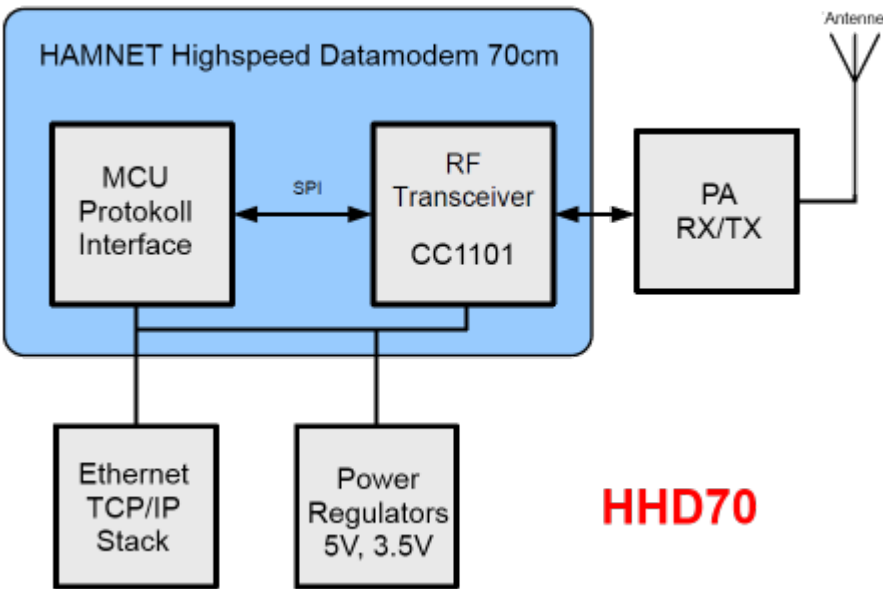 Antenne
HAMNET Highspeed Datamodem 70cm
MCU
Protokoll
Interface
SPI
RF
Transceiver
CC1101
PA
RX/TX
Ethernet
TCP/IP
Stack
Power
Regulators
5V, 3.5V
HHD70